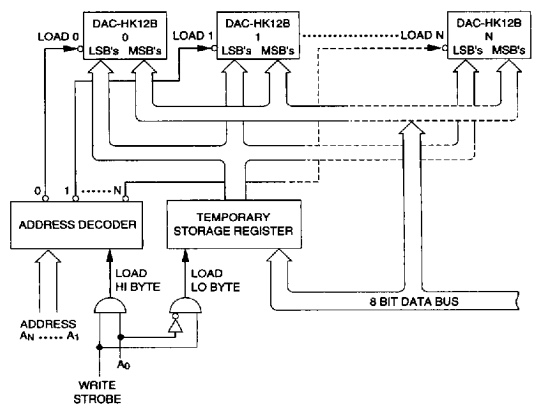 DAC-HK12B
0
LSB's MSB's
LOAD 0
DAC-HK12B
1
LSB's MSB's
LOAD 1
DAC-HK12B
N
LSB's MSB's
LOAD N
0
1
N
ADDRESS DECODER
TEMPORARY
STORAGE REGISTER
LOAD
HI BYTE
LOAD
LO BYTE
8 BIT DATA BUS
ADDRESS
AN ..... A1
A0
WRITE
STROBE